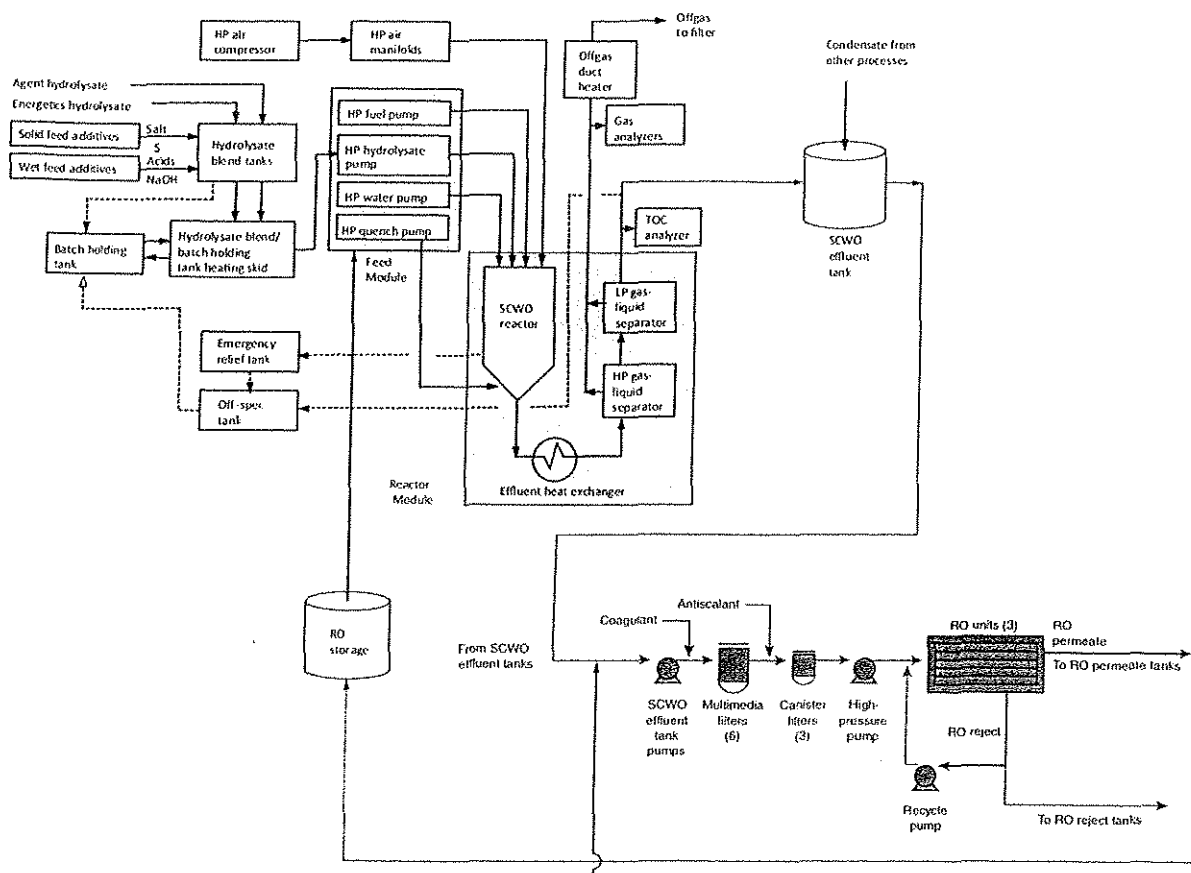 HP air
compressor
HP air
manifolds
Offgas
to filter
Offgas
duct
heater
Gas
analyzers
Condensate from
other processes
Agent hydrolysate
Energetics hydrolysate
Solid feed additives
Salt
S
Wet feed additives
Acids
NaOH
Hydrolysate
blend tanks
HP fuel pump
HP hydrolysate
pump
HP water pump
HP quench pump
Feed
Module
Batch holding
tank
Hydrolysate blend/
batch holding
tank heating skid
TOC
analyzer
SCWO
effluent
tank
SCWO
reactor
LP gas-
liquid
separator
HP gas-
liquid
separator
Emergency
relief tank
Off-spec
tank
Effluent heat exchanger
Reactor
Module
RO
storage
From SCWO
effluent tanks
Coagulant
Antiscalant
SCWO
effluent
tank
pumps
Multimedia
filters
(6)
Canister
filters
(3)
High-
pressure
pump
RO units (3)
RO
permeate
To RO permeate tanks
RO reject
Recycle
pump
To RO reject tanks